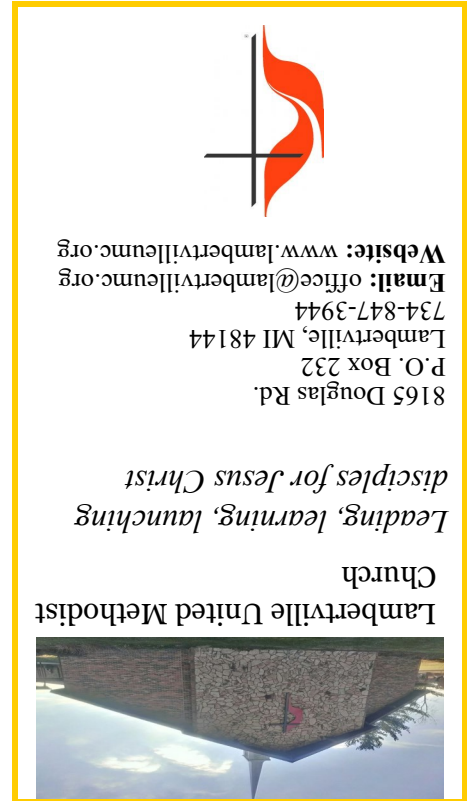 Lambertville United Methodist
Church
Leading, learning, launching
disciples for Jesus Christ
8165 Douglas Rd.
P.O. Box 232
Lambertville, MI 48144
734-847-3944
Email: office@lambertvilleumc.org
Website: www.lambertvilleumc.org